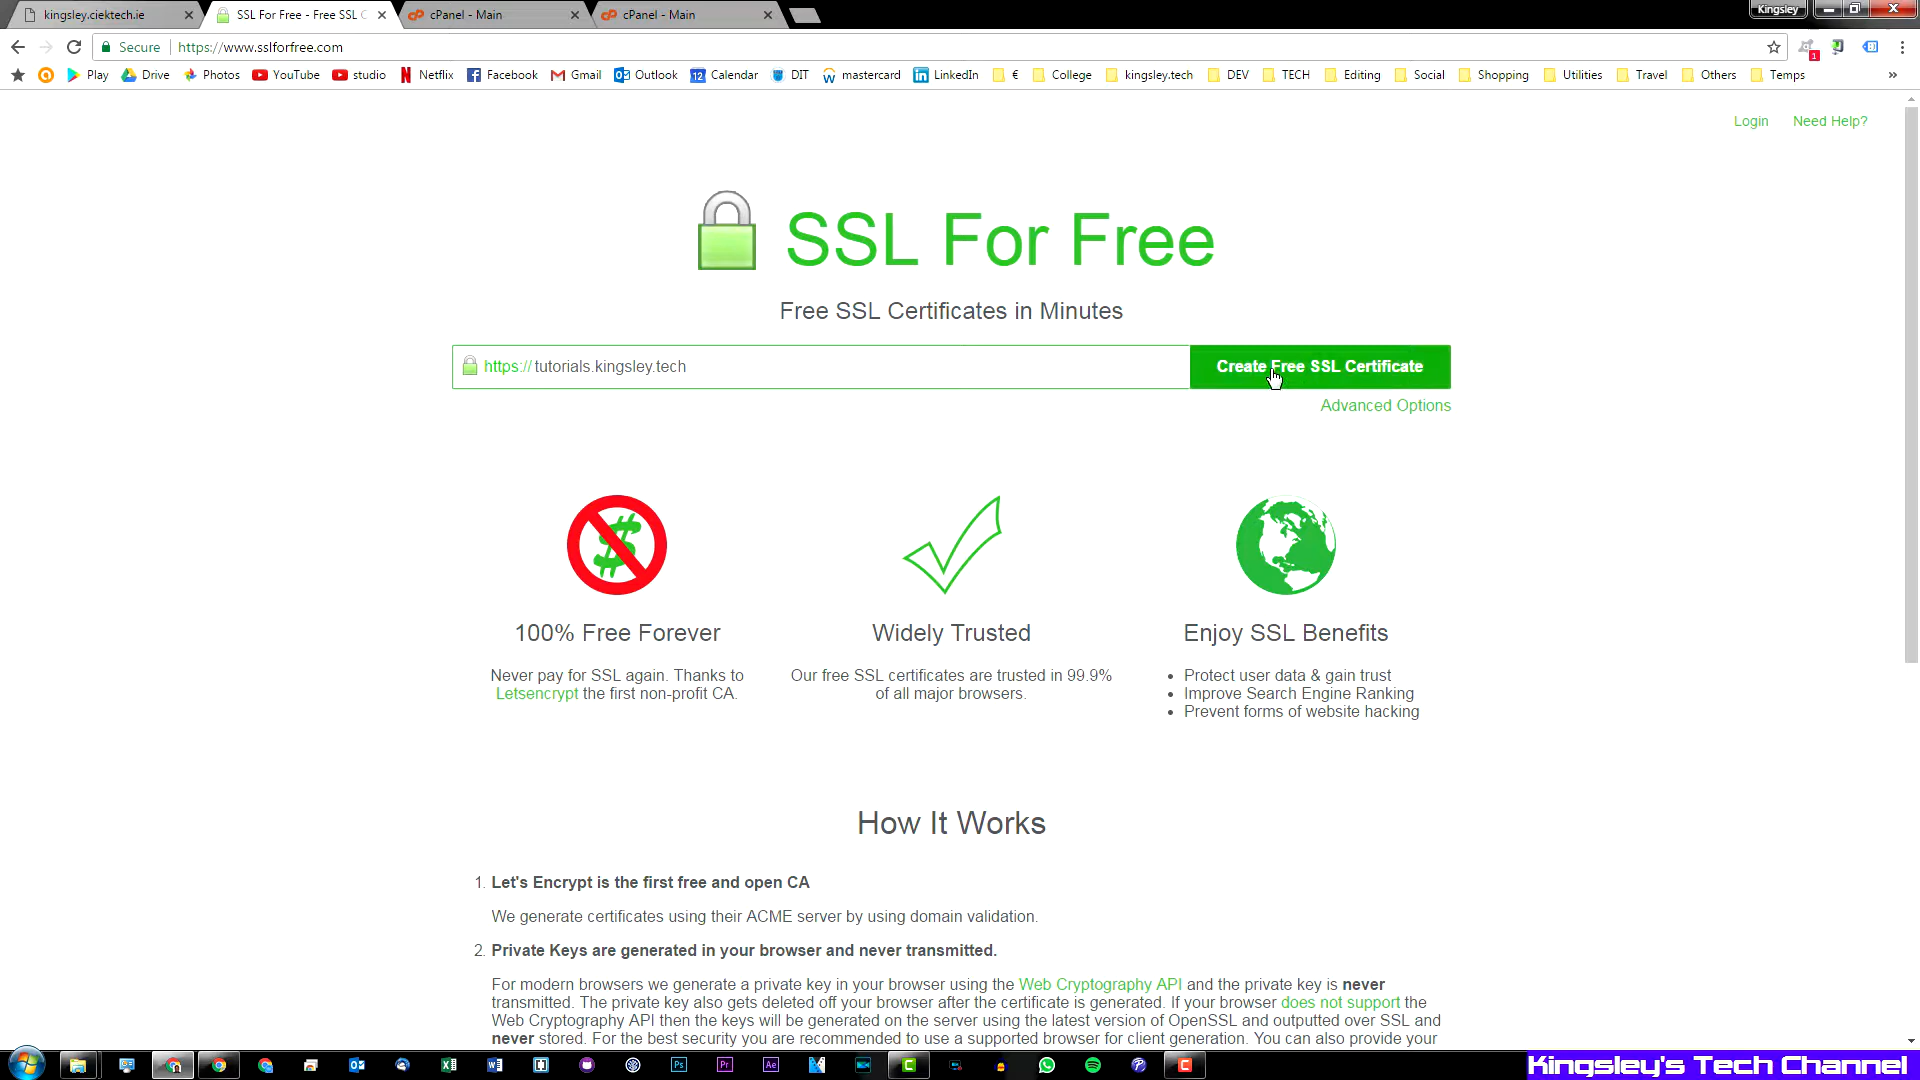 kingsley.ciektech.ie
SSL For Free - Free SSL C
cPanel - Main
cPanel - Main
Kingsley
Secure
https://www.sslforfree.com
1
Play
Drive
Photos
YouTube
studio
Netflix
Facebook
Gmail
Outlook
12
Calendar
DIT
mastercard
LinkedIn
€
College
kingsley.tech
DEV
TECH
Editing
Social
Shopping
Utilities
Travel
Others
Temps
»
Login
Need Help?
SSL For Free
Free SSL Certificates in Minutes
https:// tutorials.kingsley.tech
Create Free SSL Certificate
Advanced Options
100% Free Forever
Never pay for SSL again. Thanks to
Letsencrypt the first non-profit CA.
Widely Trusted
Our free SSL certificates are trusted in 99.9%
of all major browsers.
Enjoy SSL Benefits
• Protect user data & gain trust
• Improve Search Engine Ranking
• Prevent forms of website hacking
How It Works
1. Let's Encrypt is the first free and open CA
We generate certificates using their ACME server by using domain validation.
2. Private Keys are generated in your browser and never transmitted.
For modern browsers we generate a private key in your browser using the Web Cryptography API and the private key is never
transmitted. The private key also gets deleted off your browser after the certificate is generated. If your browser does not support the
Web Cryptography API then the keys will be generated on the server using the latest version of OpenSSL and outputted over SSL and
never stored. For the best security you are recommended to use a supported browser for client generation. You can also provide your
Ps
Pr
Ae
Kingsley's Tech Channel